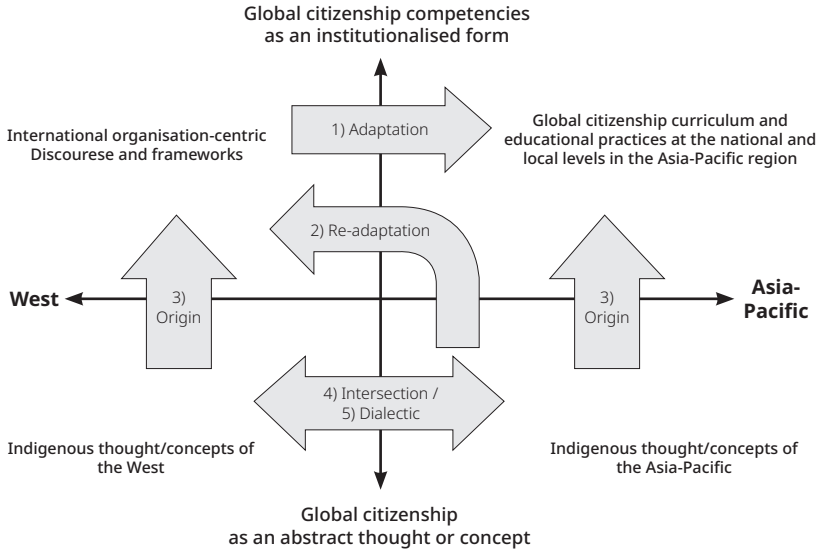 Global citizenship competencies
as an institutionalised form
International organisation-centric
Discourese and frameworks
1) Adaptation
Global citizenship curriculum and
educational practices at the national and
local levels in the Asia-Pacific region
2) Re-adaptation
West
3)
Origin
3)
Origin
Asia-
Pacific
4) Intersection /
5) Dialectic
Indigenous thought/concepts of
the West
Indigenous thought/concepts of
the Asia-Pacific
Global citizenship
as an abstract thought or concept